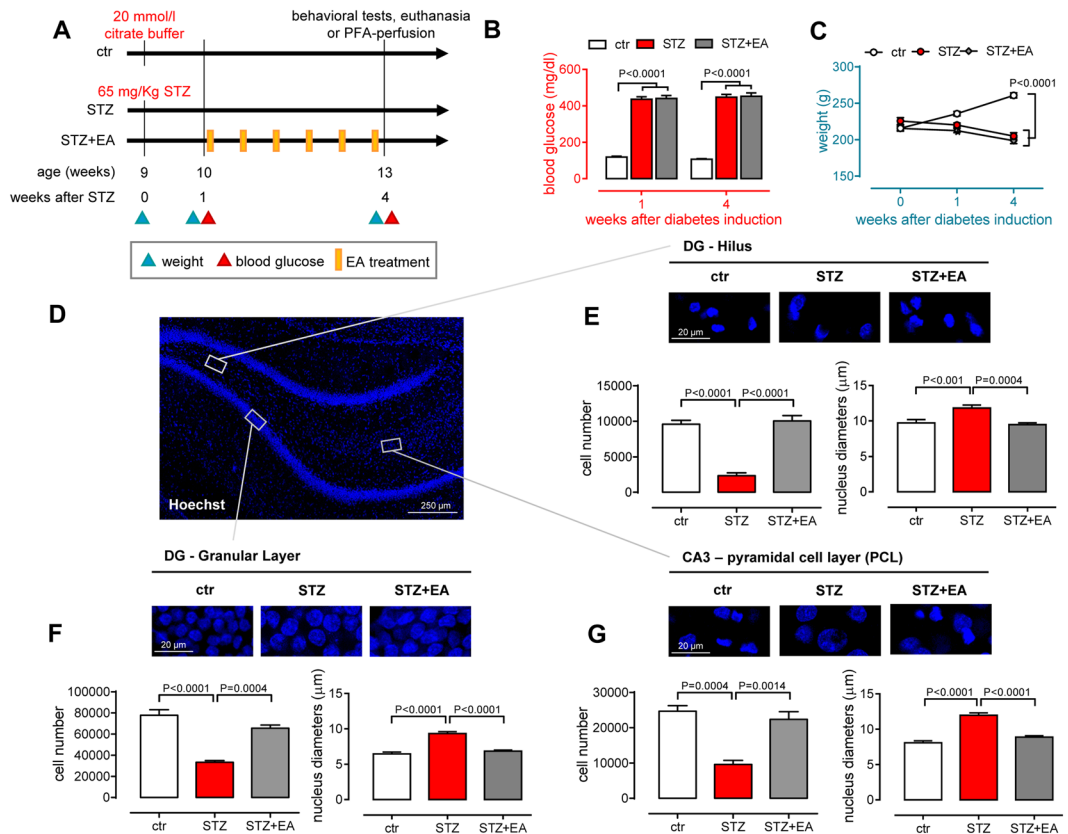 A
20 mmol/l
citrate buffer
behavioral tests, euthanasia
or PFA-perfusion
ctr
65 mg/Kg STZ
STZ
STZ+EA
age (weeks) 9 10 13
weeks after STZ 0 1 4
weight blood glucose EA treatment
B
ctr STZ STZ+EA
P<0.0001 P<0.0001
blood glucose (mg/dl)
600
400
200
0
1 4
weeks after diabetes induction
C
ctr STZ STZ+EA
P<0.0001
weight (g)
300
250
200
150
0 1 4
weeks after diabetes induction
D
Hoechst
250 µm
DG - Hilus
ctr STZ STZ+EA
E
20 µm
cell number
15000
10000
5000
0
P<0.0001 P<0.0001
ctr STZ STZ+EA
nucleus diameters (µm)
15
10
5
0
P<0.001 P=0.0004
ctr STZ STZ+EA
DG - Granular Layer
ctr STZ STZ+EA
F
20 µm
cell number
100000
80000
60000
40000
20000
0
P<0.0001 P=0.0004
ctr STZ STZ+EA
nucleus diameters (µm)
15
10
5
0
P<0.0001 P<0.0001
ctr STZ STZ+EA
CA3 – pyramidal cell layer (PCL)
ctr STZ STZ+EA
G
20 µm
cell number
30000
20000
10000
0
P=0.0004 P=0.0014
ctr STZ STZ+EA
nucleus diameters (µm)
15
10
5
0
P<0.0001 P<0.0001
ctr STZ STZ+EA